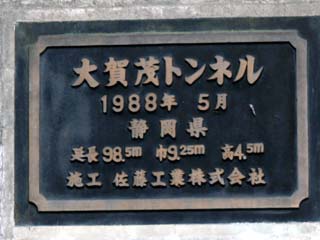 大賀茂トンネル
1988年 5月
静岡県
延長98.5m 巾9.25m 高4.5m
施工 佐藤工業株式会社